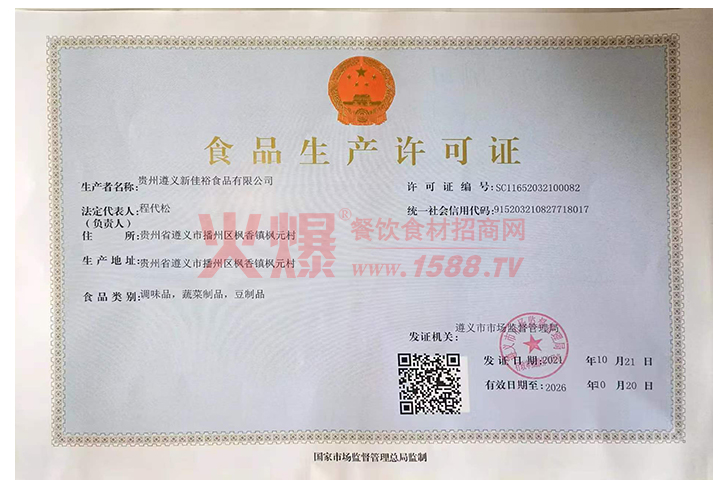 食品生产许可证
生产者名称:贵州遵义新佳裕食品有限公司
许可证编号:SC11652032100082
法定代表人:程代松
(负责人)
统一社会信用代码:915203210827718017
住所:贵州省遵义市播州区枫香镇枫元村
生产地址:贵州省遵义市播州区枫香镇枫元村
食品类别:调味品，蔬菜制品，豆制品
火爆®餐饮食材招商网
www.1588.TV
发证机关:遵义市市场监督管理局
发证日期:2021年10月21日
有效日期至:2026年10月20日
国家市场监督管理总局监制